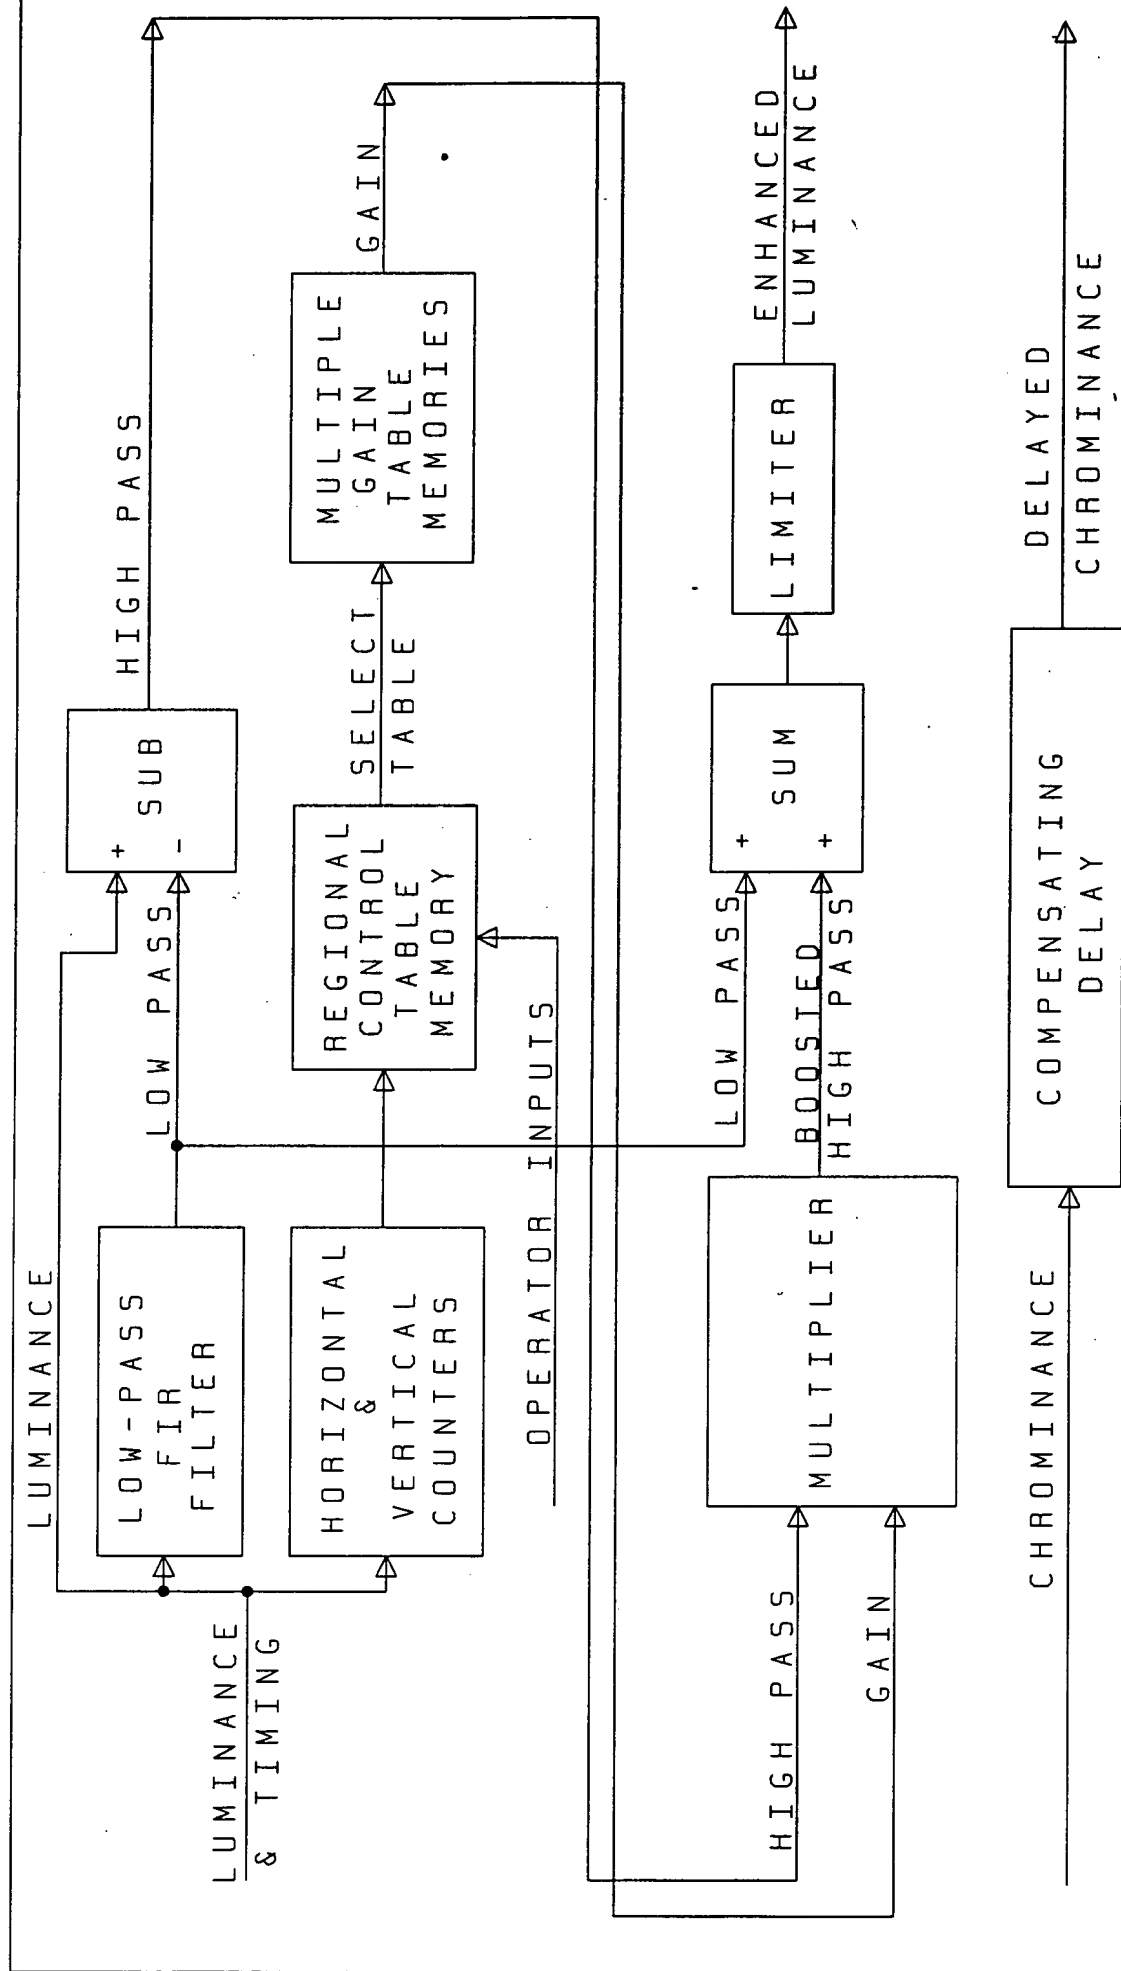 LUMINANCE
HIGH PASS
LOW-PASS
FIR
FILTER
LOW PASS
+
-
SUB
LUMINANCE
& TIMING
HORIZONTAL
&
VERTICAL
COUNTERS
REGIONAL
CONTROL
TABLE
MEMORY
SELECT
TABLE
MULTIPLE
GAIN
TABLE
MEMORIES
GAIN
OPERATOR INPUTS
HIGH PASS
GAIN
MULTIPLIER
LOW PASS
BOOSTED
HIGH PASS
+
+
SUM
LIMITER
ENHANCED
LUMINANCE
CHROMINANCE
COMPENSATING
DELAY
DELAYED
CHROMINANCE